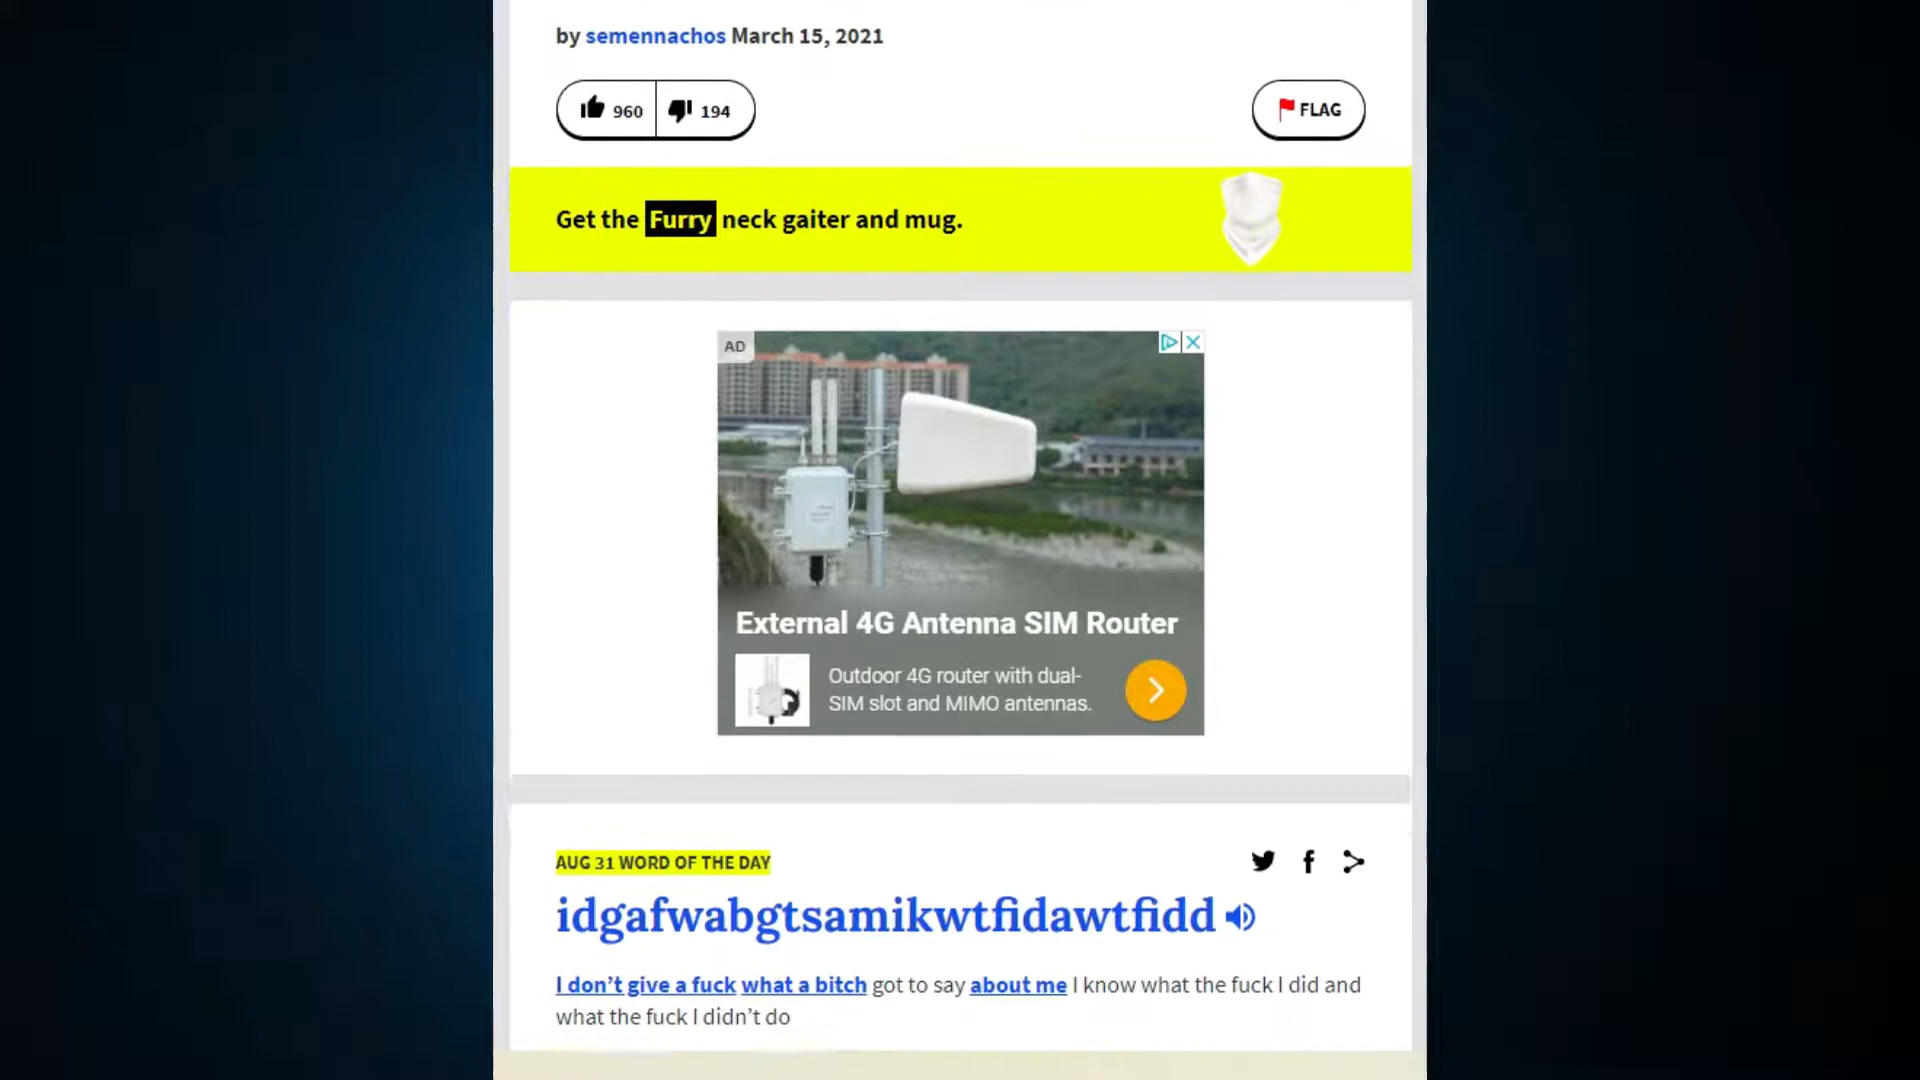 by semennachos March 15, 2021
960 194
FLAG
Get the Furry neck gaiter and mug.
AD
External 4G Antenna SIM Router
Outdoor 4G router with dual-
SIM slot and MIMO antennas.
AUG 31 WORD OF THE DAY
idgafwabgtsamikwtfidawtfidd
I don’t give a fuck what a bitch got to say about me I know what the fuck I did and
what the fuck I didn’t do